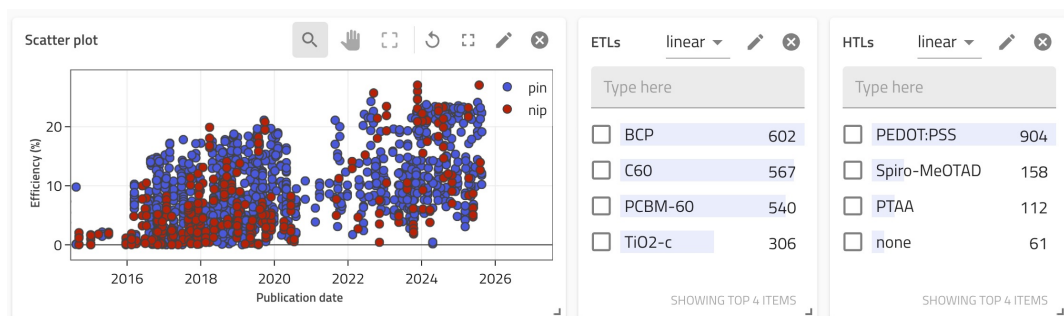 Scatter plot
pin
nip
Efficiency (%)
20
10
0
2016 2018 2020 2022 2024 2026
Publication date
ETLs linear
Type here
BCP 602
C60 567
PCBM-60 540
TiO2-c 306
SHOWING TOP 4 ITEMS
HTLs linear
Type here
PEDOT:PSS 904
Spiro-MeOTAD 158
PTAA 112
none 61
SHOWING TOP 4 ITEMS